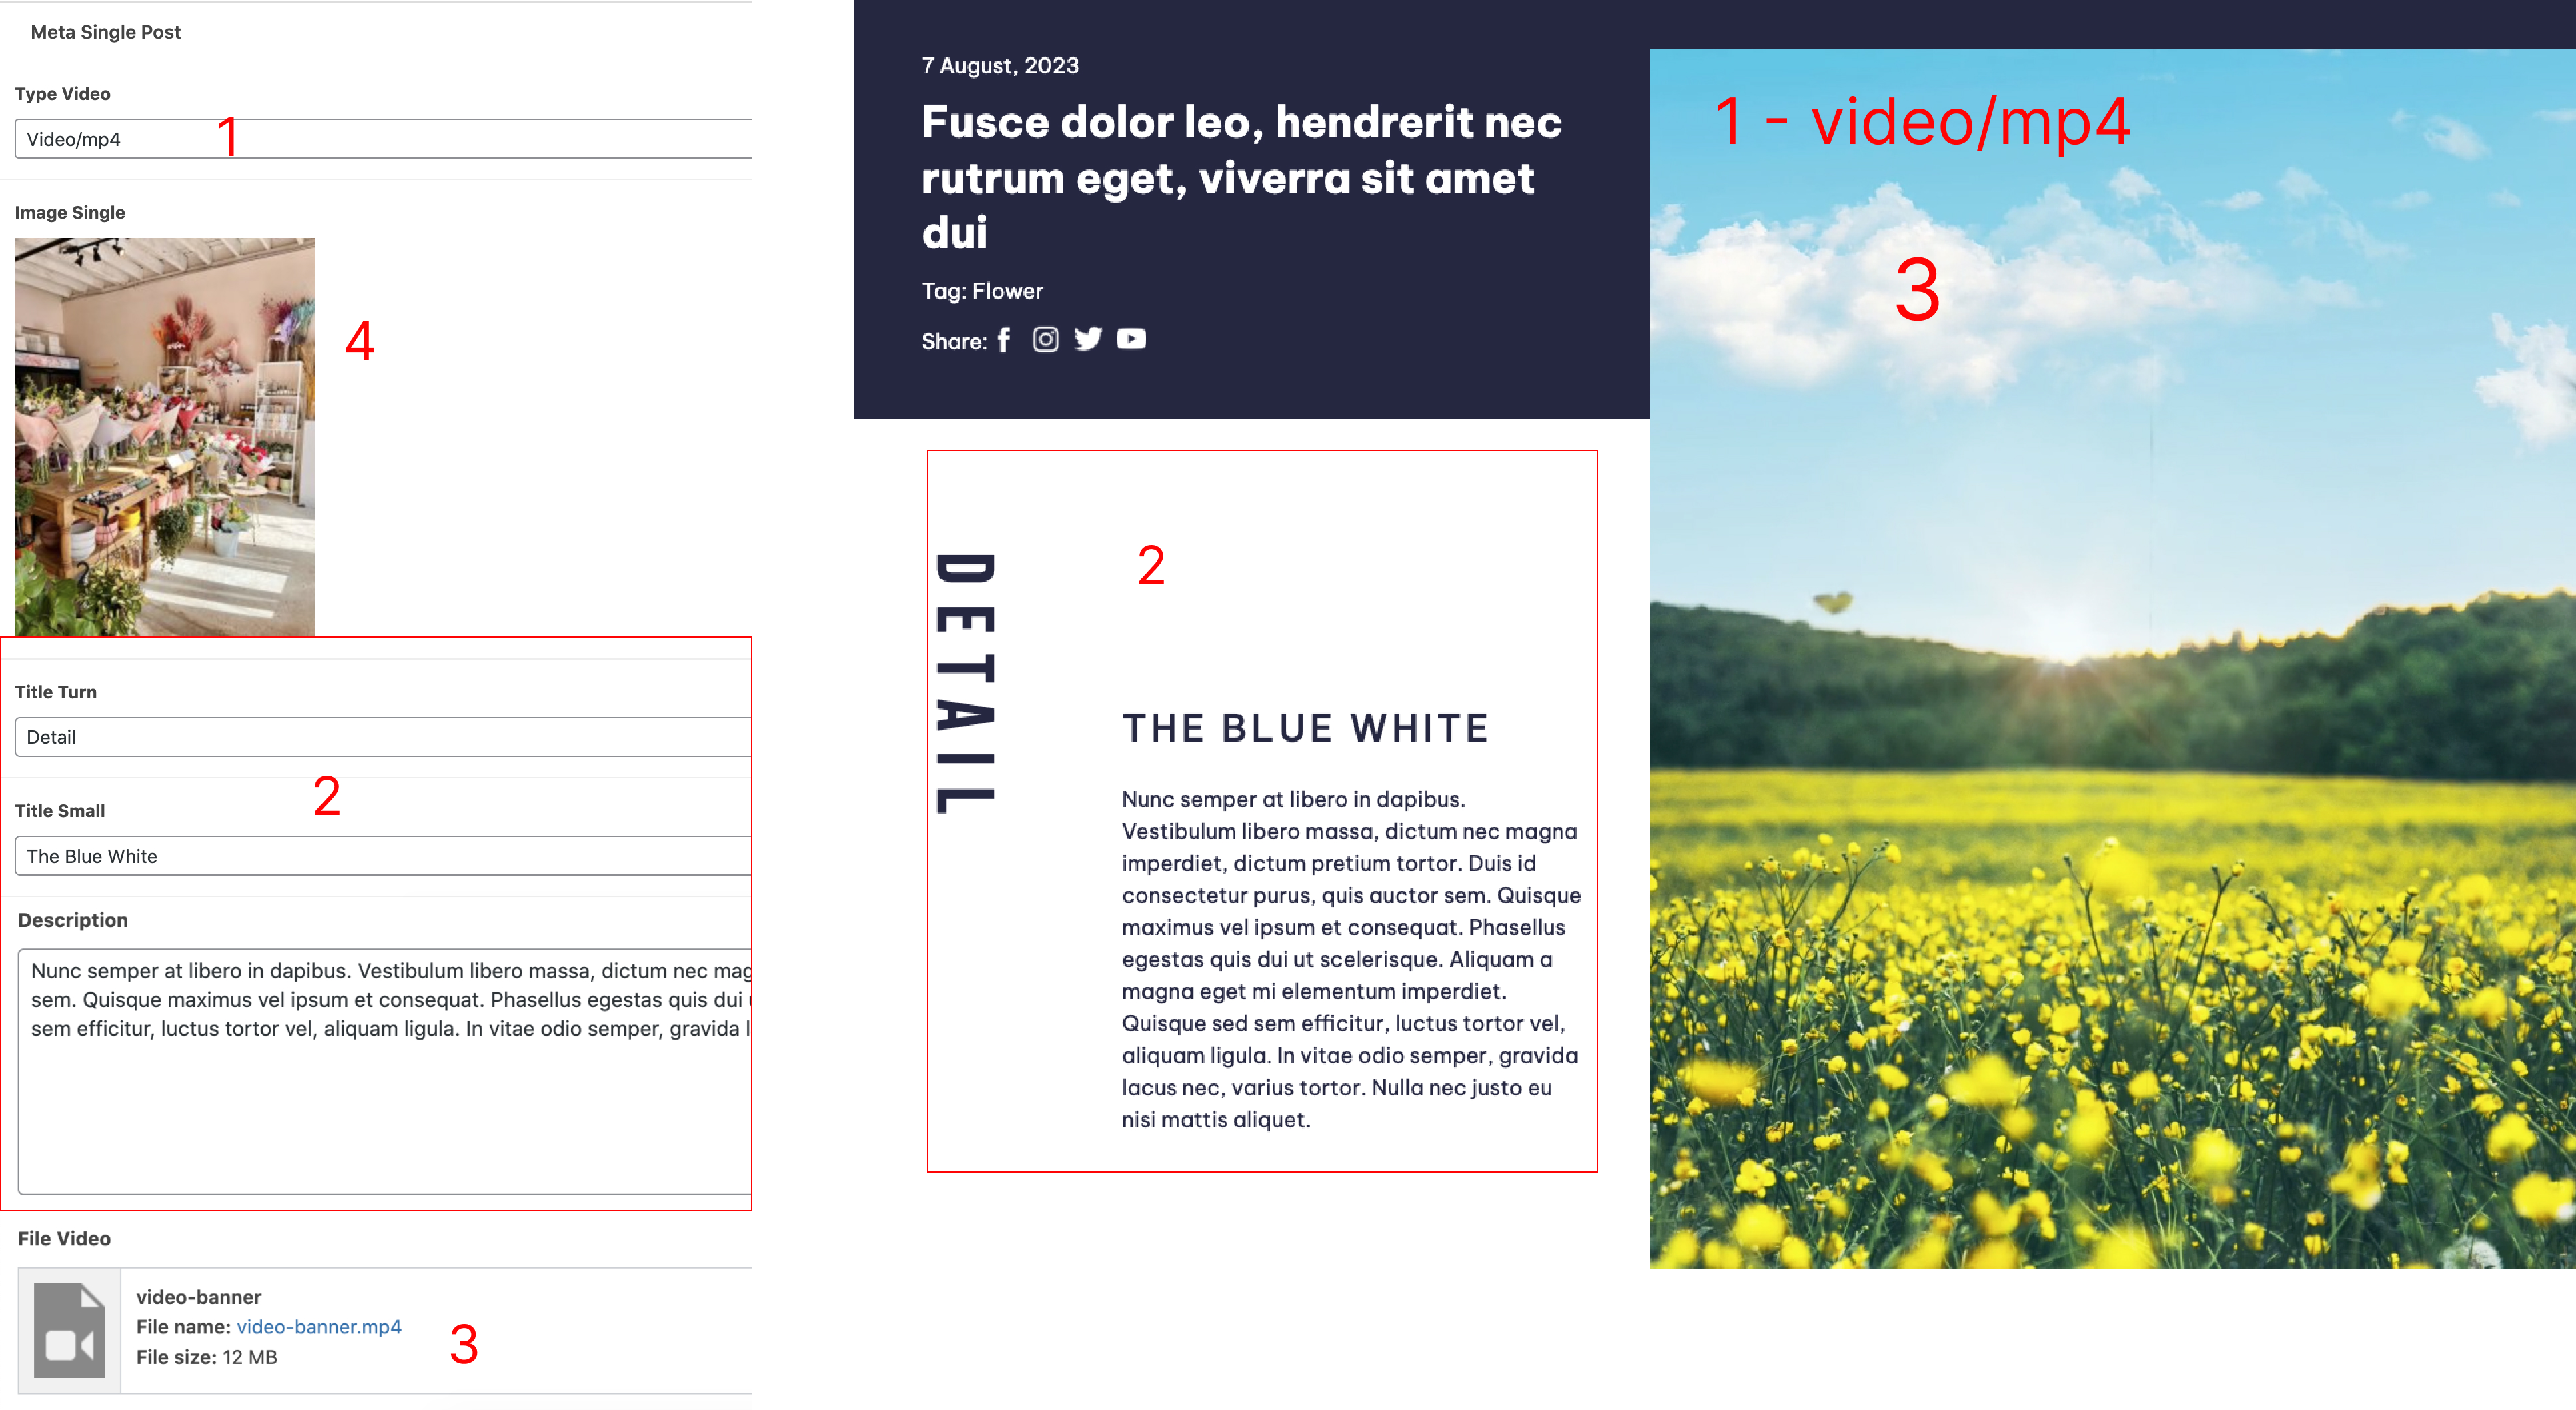 Meta Single Post
Type Video
Video/mp4
1
Image Single
4
Title Turn
Detail
2
Title Small
The Blue White
Description
Nunc semper at libero in dapibus. Vestibulum libero massa, dictum nec mag
sem. Quisque maximus vel ipsum et consequat. Phasellus egestas quis dui
sem efficitur, luctus tortor vel, aliquam ligula. In vitae odio semper, gravida l
File Video
video-banner
File name: video-banner.mp4
File size: 12 MB
3
7 August, 2023
Fusce dolor leo, hendrerit nec
rutrum eget, viverra sit amet
dui
Tag: Flower
Share:
2
DETAIL
THE BLUE WHITE
Nunc semper at libero in dapibus.
Vestibulum libero massa, dictum nec magna
imperdiet, dictum pretium tortor. Duis id
consectetur purus, quis auctor sem. Quisque
maximus vel ipsum et consequat. Phasellus
egestas quis dui ut scelerisque. Aliquam a
magna eget mi elementum imperdiet.
Quisque sed sem efficitur, luctus tortor vel,
aliquam ligula. In vitae odio semper, gravida
lacus nec, varius tortor. Nulla nec justo eu
nisi mattis aliquet.
1 - video/mp4
3